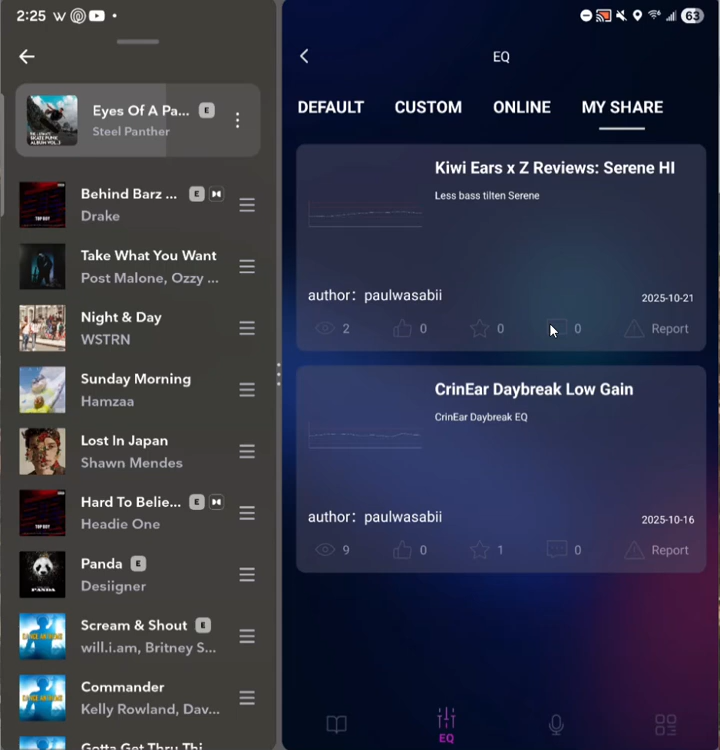 2:25
63
Eyes Of A Pa... E
Steel Panther
Behind Barz ... E
Drake
Take What You Want
Post Malone, Ozzy ...
Night & Day
WSTRN
Sunday Morning
Hamzaa
Lost In Japan
Shawn Mendes
Hard To Belie... E
Headie One
Panda E
Desiigner
Scream & Shout E
will.i.am, Britney S...
Commander
Kelly Rowland, Dav...
Gotta Get Thru Thi
EQ
DEFAULT CUSTOM ONLINE MY SHARE
Kiwi Ears x Z Reviews: Serene HI
Less bass tilten Serene
author: paulwasabii
2025-10-21
2 0 0 0 Report
CrinEar Daybreak Low Gain
CrinEar Daybreak EQ
author: paulwasabii
2025-10-16
9 0 1 0 Report
EQ